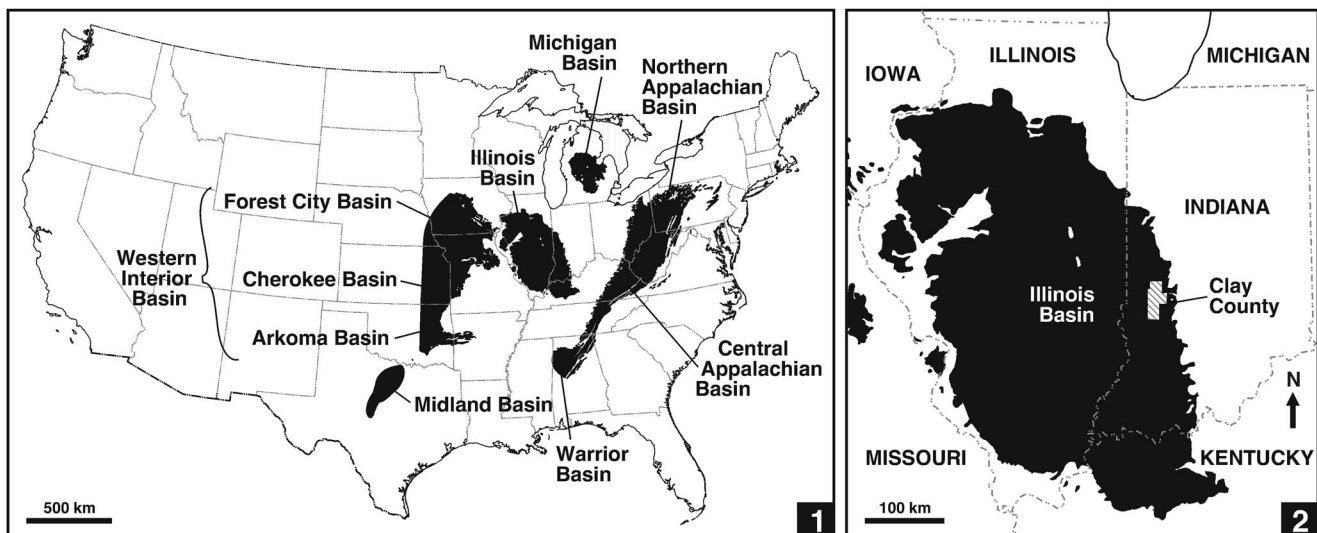 Michigan
Basin
Northern
Appalachian
Basin
Illinois
Basin
Forest City Basin
Western
Interior
Basin
Cherokee Basin
Arkoma Basin
Central
Appalachian
Basin
Midland Basin
Warrior
Basin
500 km
1
ILLINOIS
IOWA
MICHIGAN
INDIANA
Clay
County
Illinois
Basin
N
MISSOURI
KENTUCKY
100 km
2